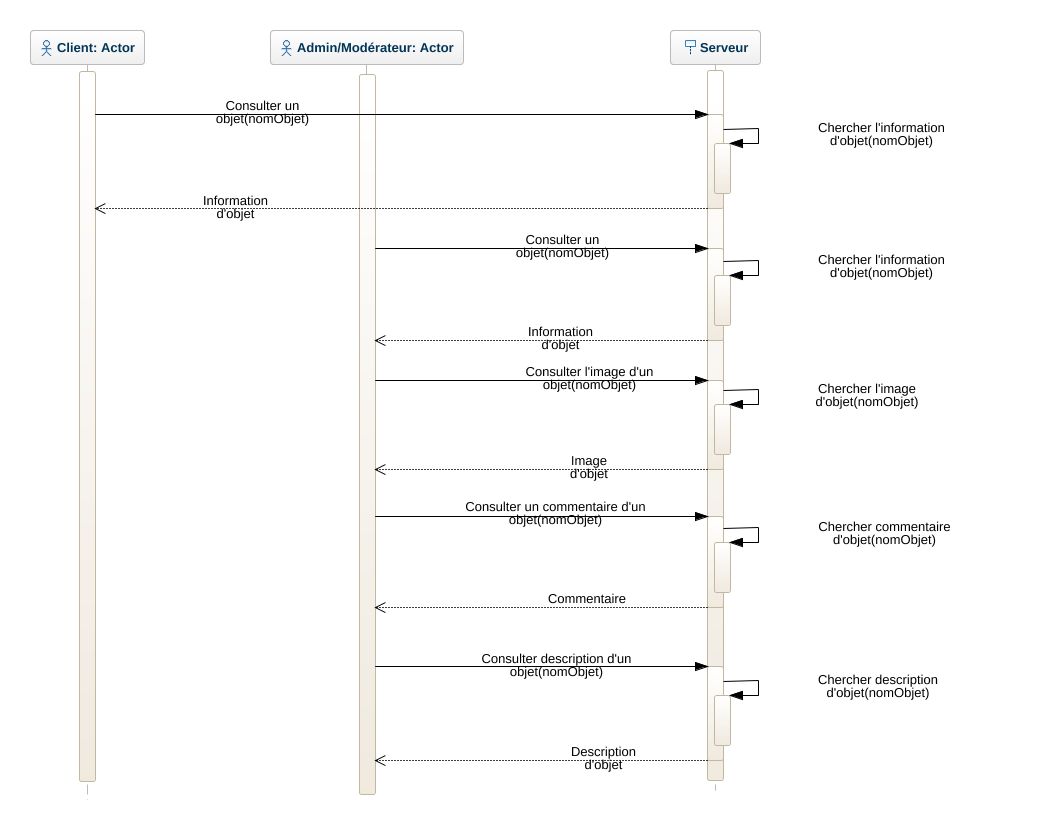 Client: Actor
Admin/Modérateur: Actor
Serveur
Consulter un
objet(nomObjet)
Chercher l'information
d'objet(nomObjet)
Information
d'objet
Consulter un
objet(nomObjet)
Chercher l'information
d'objet(nomObjet)
Information
d'objet
Consulter l'image d'un
objet(nomObjet)
Chercher l'image
d'objet(nomObjet)
Image
d'objet
Consulter un commentaire d'un
objet(nomObjet)
Chercher commentaire
d'objet(nomObjet)
Commentaire
Consulter description d'un
objet(nomObjet)
Chercher description
d'objet(nomObjet)
Description
d'objet